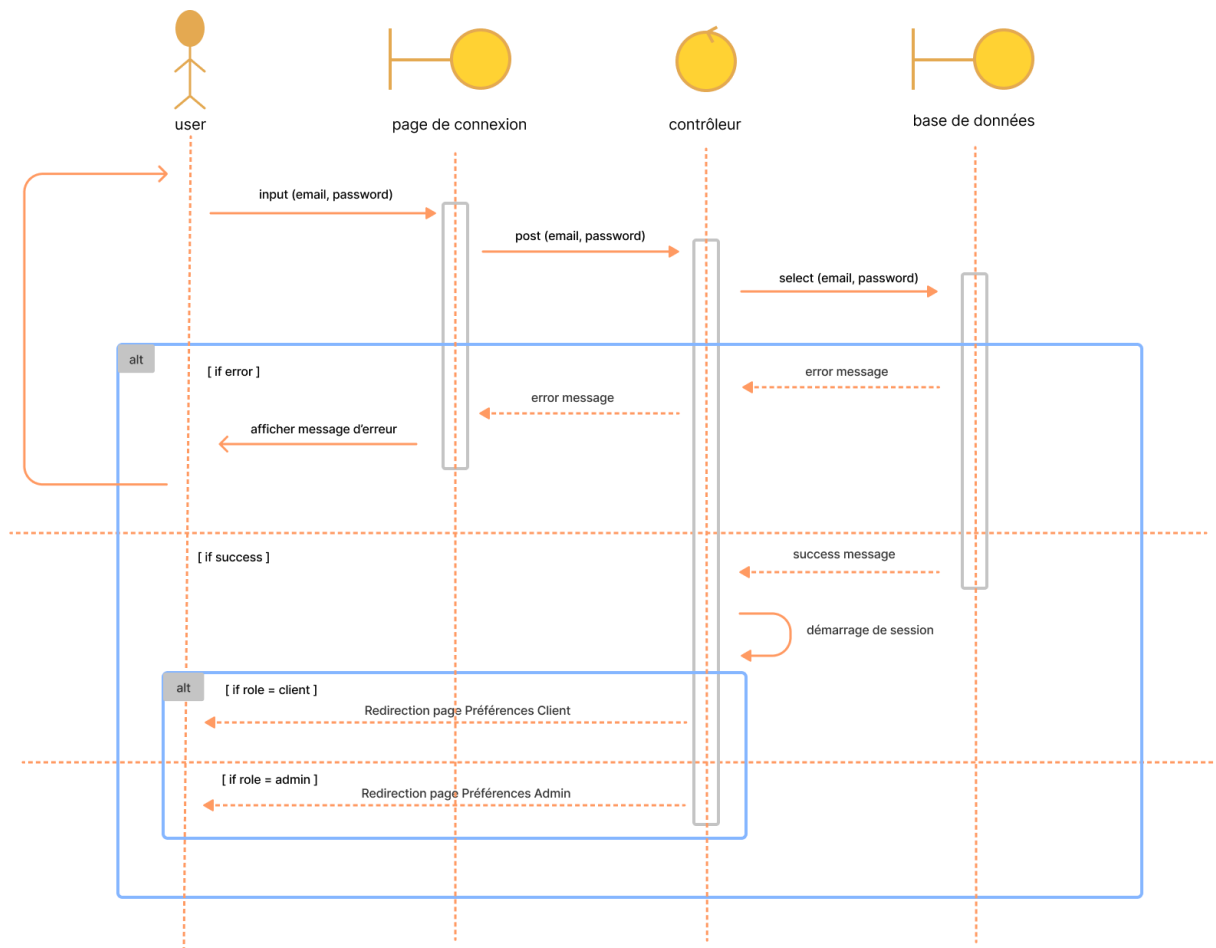 user
page de connexion
contrôleur
base de données
input (email, password)
post (email, password)
select (email, password)
alt
[ if error ]
error message
error message
afficher message d'erreur
[ if success ]
success message
démarrage de session
alt
[ if role = client ]
Redirection page Préférences Client
[ if role = admin ]
Redirection page Préférences Admin